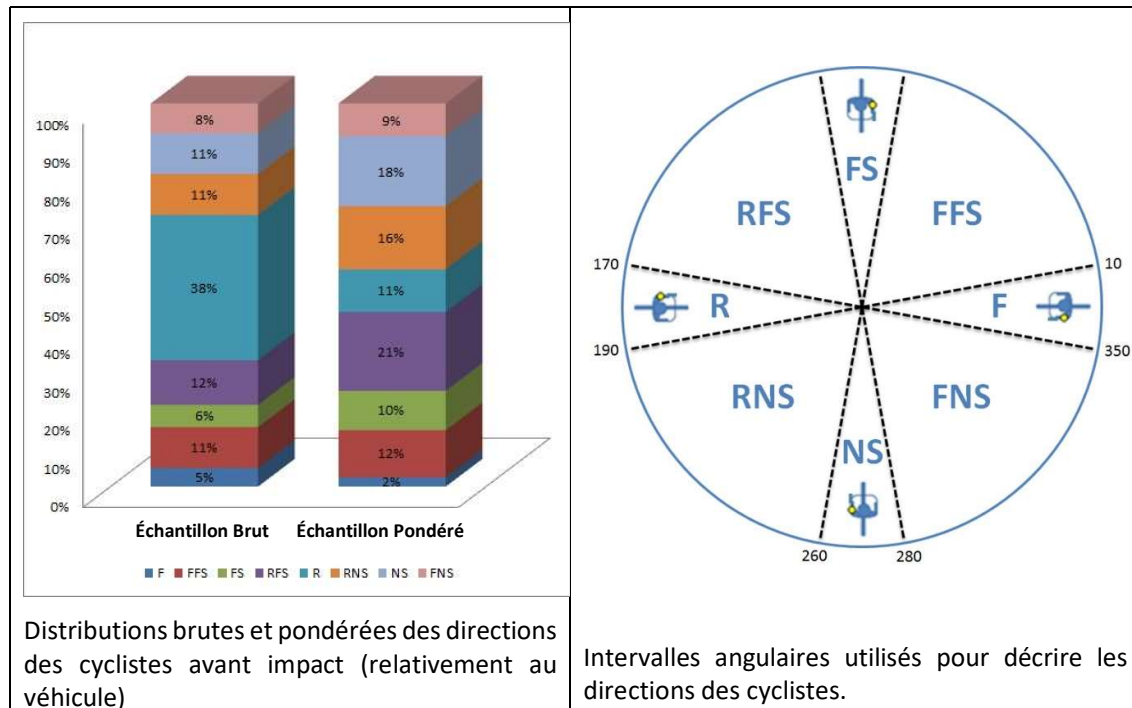 100%
90%
80%
70%
60%
50%
40%
30%
20%
10%
0%
8%
11%
11%
38%
12%
6%
11%
5%
9%
18%
16%
11%
21%
10%
12%
2%
Échantillon Brut Échantillon Pondéré
F FFS FS RFS R RNS NS FNS
Distributions brutes et pondérées des directions
des cyclistes avant impact (relativement au
véhicule)
FS
RFS FFS
170 10
R F
190 350
RNS FNS
NS
260 280
Intervalles angulaires utilisés pour décrire les
directions des cyclistes.